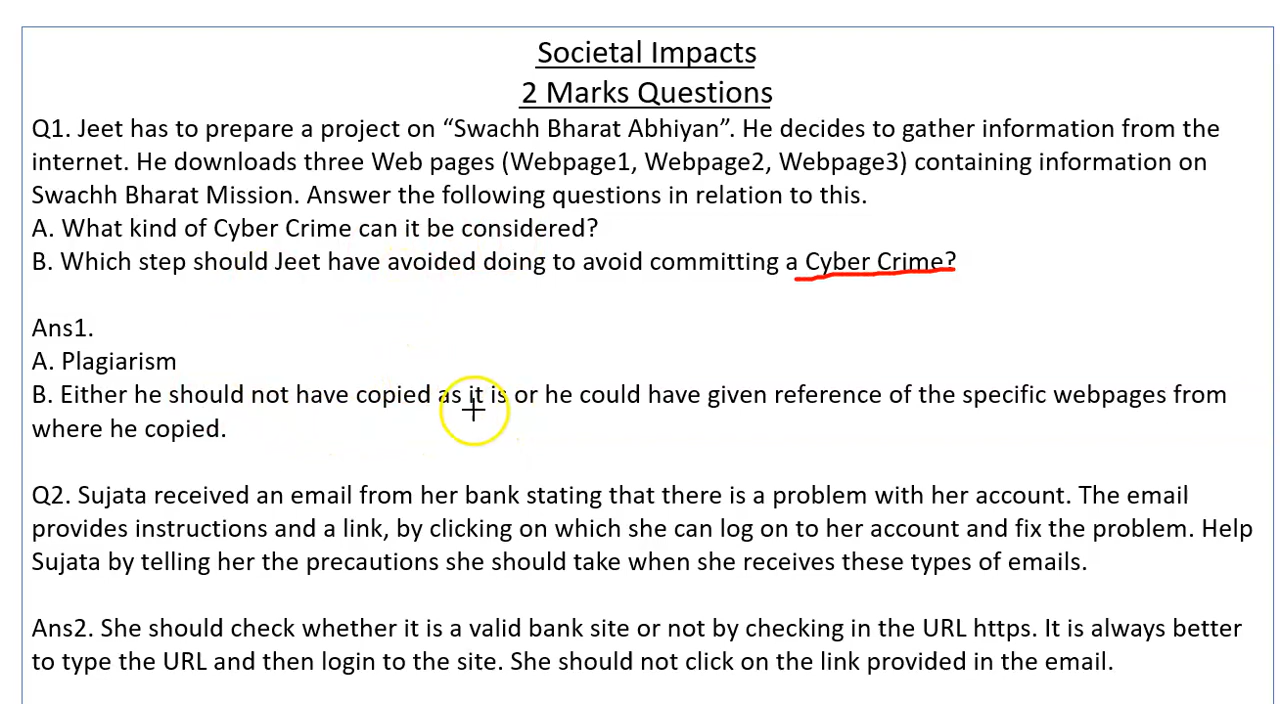 Societal Impacts
2 Marks Questions
Q1. Jeet has to prepare a project on “Swachh Bharat Abhiyan”. He decides to gather information from the
internet. He downloads three Web pages (Webpage1, Webpage2, Webpage3) containing information on
Swachh Bharat Mission. Answer the following questions in relation to this.
A. What kind of Cyber Crime can it be considered?
B. Which step should Jeet have avoided doing to avoid committing a Cyber Crime?
Ans1.
A. Plagiarism
B. Either he should not have copied as it is or he could have given reference of the specific webpages from
where he copied.
Q2. Sujata received an email from her bank stating that there is a problem with her account. The email
provides instructions and a link, by clicking on which she can log on to her account and fix the problem. Help
Sujata by telling her the precautions she should take when she receives these types of emails.
Ans2. She should check whether it is a valid bank site or not by checking in the URL https. It is always better
to type the URL and then login to the site. She should not click on the link provided in the email.